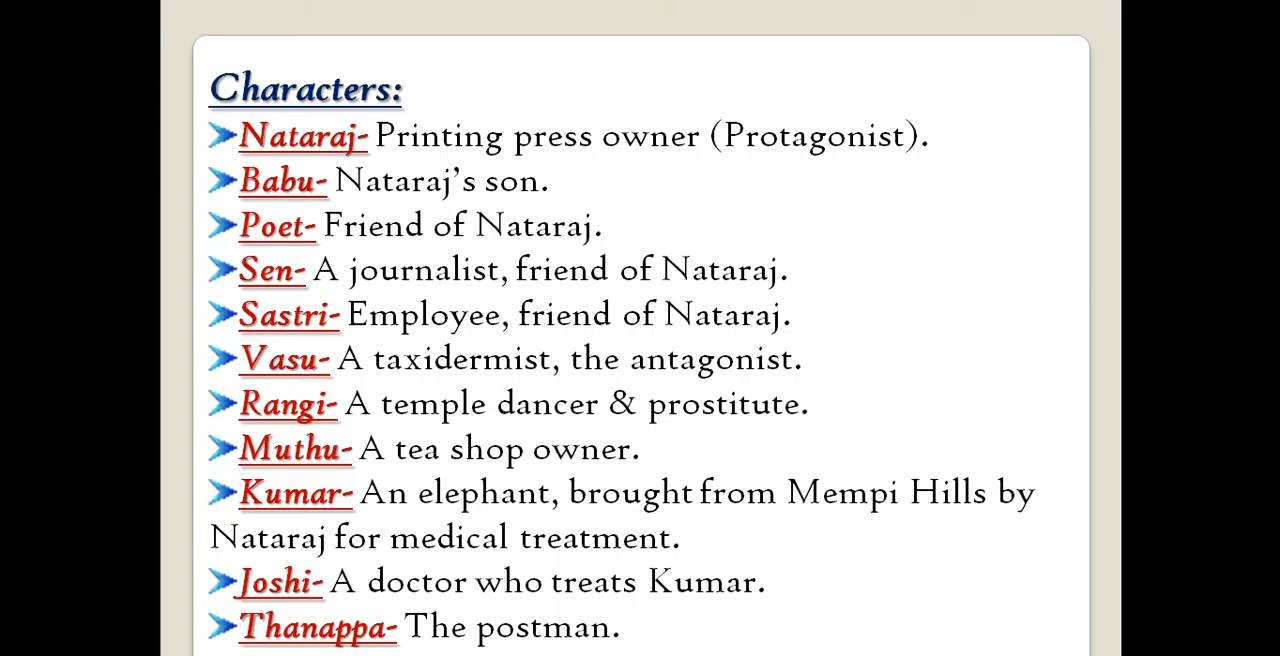 Characters:
Nataraj- Printing press owner (Protagonist).
Babu- Nataraj’s son.
Poet- Friend of Nataraj.
Sen- A journalist, friend of Nataraj.
Sastri- Employee, friend of Nataraj.
Vasu- A taxidermist, the antagonist.
Rangi- A temple dancer & prostitute.
Muthu- A tea shop owner.
Kumar- An elephant, brought from Mempi Hills by
Nataraj for medical treatment.
Joshi- A doctor who treats Kumar.
Thanappa- The postman.